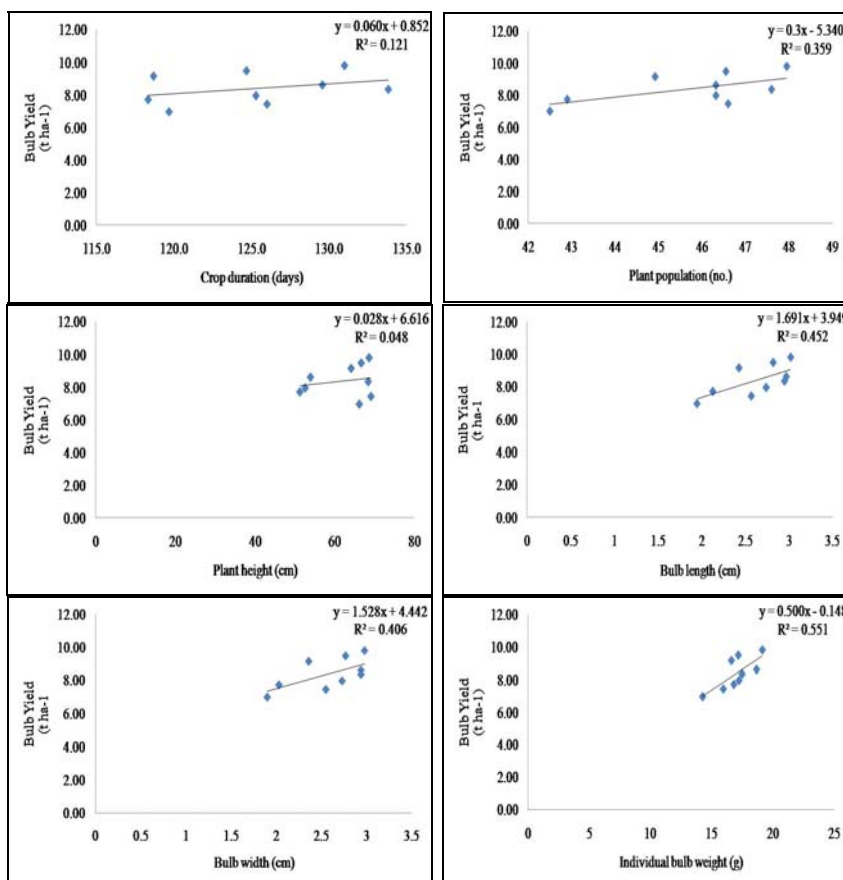 y = 0.060x + 0.852
R² = 0.121
12.00
10.00
8.00
6.00
4.00
2.00
0.00
Bulb Yield
(t ha-1)
115.0 120.0 125.0 130.0 135.0
Crop duration (days)
y = 0.3x - 5.340
R² = 0.359
12.00
10.00
8.00
6.00
4.00
2.00
0.00
Bulb Yield
(t ha-1)
42 43 44 45 46 47 48 49
Plant population (no.)
y = 0.028x + 6.616
R² = 0.048
12.00
10.00
8.00
6.00
4.00
2.00
0.00
Bulb Yield
(t ha-1)
0 20 40 60 80
Plant height (cm)
y = 1.691x + 3.949
R² = 0.452
12.00
10.00
8.00
6.00
4.00
2.00
0.00
Bulb Yield
(t ha-1
0 0.5 1 1.5 2 2.5 3 3.5
Bulb length (cm)
y = 1.528x + 4.442
R² = 0.406
12.00
10.00
8.00
6.00
4.00
2.00
0.00
Bulb Yield
(t ha-1)
0 0.5 1 1.5 2 2.5 3 3.5
Bulb width (cm)
y = 0.500x - 0.148
R² = 0.551
12.00
10.00
8.00
6.00
4.00
2.00
0.00
Bulb Yield
(t ha-1)
0 5 10 15 20 25
Individual bulb weight (g)